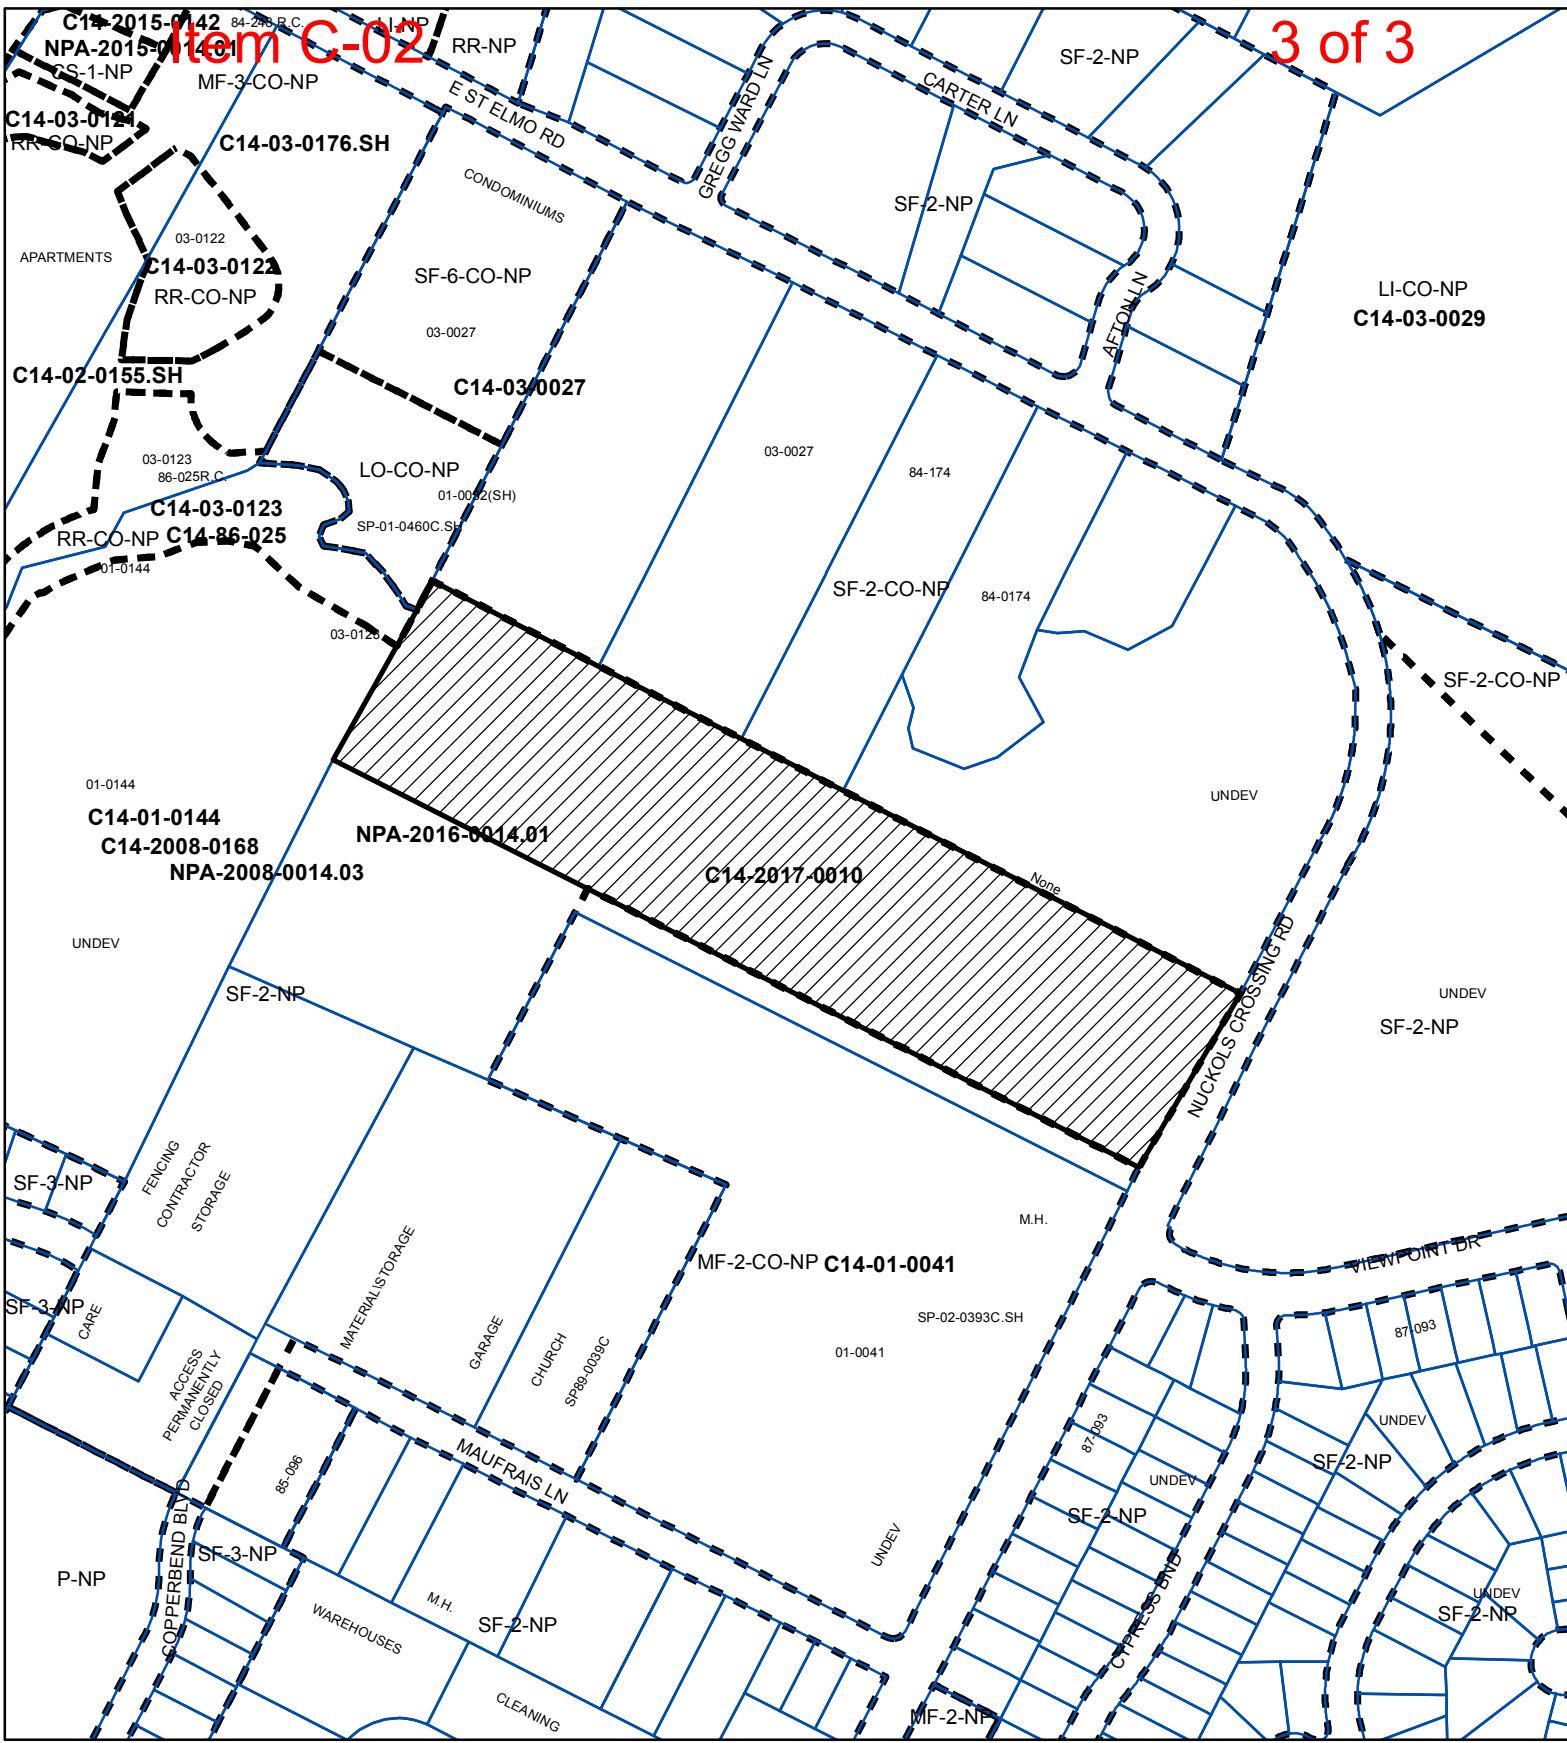 Item C-02
3 of 3
C14-2015-0142
84-248 R.C.
LI-NP
NPA-2015-0014.01
CS-1-NP
RR-NP
MF-3-CO-NP
SF-2-NP
C14-03-0121
RR-CO-NP
C14-03-0176.SH
E ST ELMO RD
GREGG WARD LN
CARTER LN
CONDOMINIUMS
SF-2-NP
APARTMENTS
03-0122
C14-03-0122
RR-CO-NP
SF-6-CO-NP
03-0027
AFTON LN
LI-CO-NP
C14-03-0029
C14-02-0155.SH
C14-03-0027
03-0123
86-025R.C.
LO-CO-NP
01-0092(SH)
SP-01-0460C.SH
C14-03-0123
RR-CO-NP
C14-86-025
01-0144
03-0027
84-174
SF-2-CO-NP
84-0174
03-0123
SF-2-CO-NP
01-0144
C14-01-0144
C14-2008-0168
NPA-2008-0014.03
UNDEV
NPA-2016-0014.01
C14-2017-0010
None
UNDEV
NUCKOLS CROSSING RD
UNDEV
SF-2-NP
SF-2-NP
SF-3-NP
FENCING
CONTRACTOR
STORAGE
M.H.
MF-2-CO-NP
C14-01-0041
VIEWPOINT DR
SF-3-NP
CARE
MATERIALSTORAGE
GARAGE
CHURCH
SP89-0039C
SP-02-0393C.SH
01-0041
87-093
ACCESS
PERMANENTLY
CLOSED
85-096
MAUFRAIS LN
87-093
UNDEV
SF-2-NP
UNDEV
SF-2-NP
COPPERBEND BLVD
SF-3-NP
P-NP
UNDEV
M.H.
SF-2-NP
WAREHOUSES
CLEANING
CYPRESS BND
UNDEV
SF-2-NP
MF-2-NP